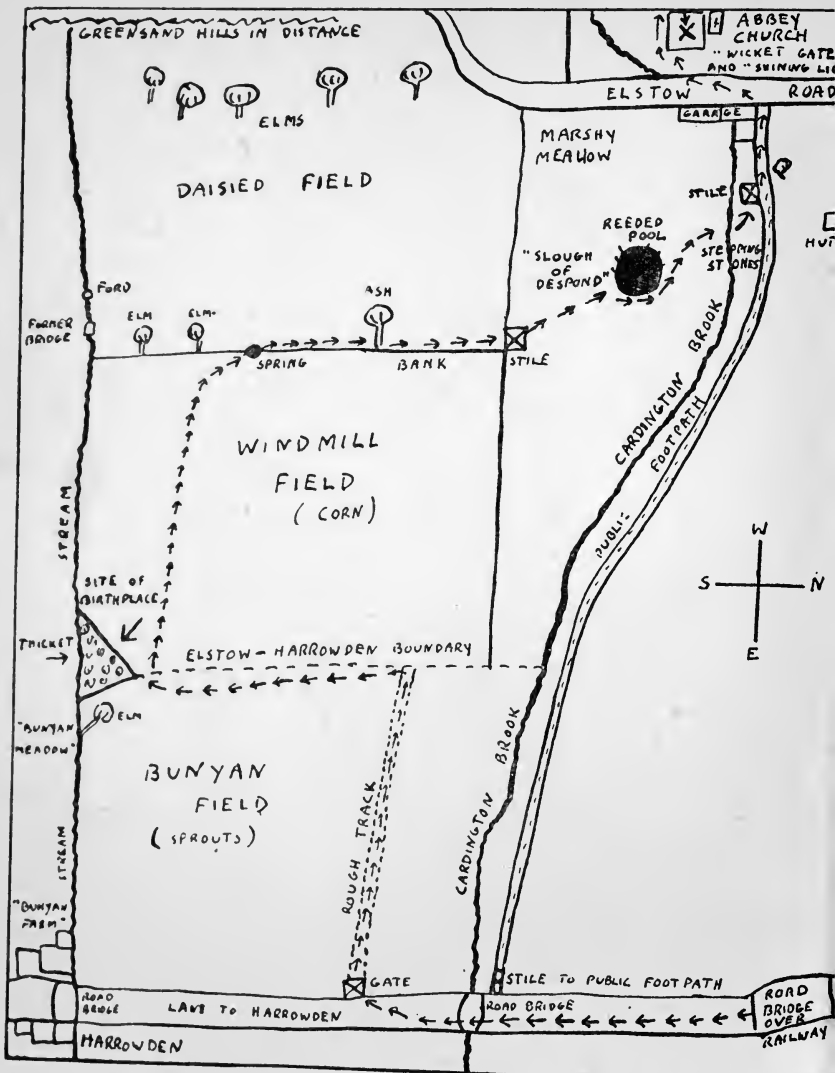 GREENSAND HILLS IN DISTANCE
ABBEY
CHURCH
"WICKET GATE
AND "SHINING LIG
ELSTOW ROAD
GARAGE
ELMS
MARSHY
MEADOW
DAISIED FIELD
STILE
REEDED
POOL
HUT
"SLOUGH
OF
DESPOND"
STEPPING
STONES
FORD
FORMER
BRIDGE
ELM
ELM
ASH
SPRING
BANK
STILE
CARDINGTON BROOK
PUBLIC FOOTPATH
WINDMILL
FIELD
(CORN)
STREAM
W
S N
E
SITE OF
BIRTHPLACE
THICKET
ELSTOW-HARROWDEN BOUNDARY
ELM
"BUNYAN
MEADOW"
BUNYAN
FIELD
(SPROUTS)
ROUGH TRACK
CARDINGTON BROOK
STREAM
"BUNYAN
FARM"
GATE
STILE TO PUBLIC FOOTPATH
ROAD
BRIDGE
LANE TO HARROWDEN
ROAD BRIDGE
ROAD
BRIDGE
OVER
RAILWAY
HARROWDEN